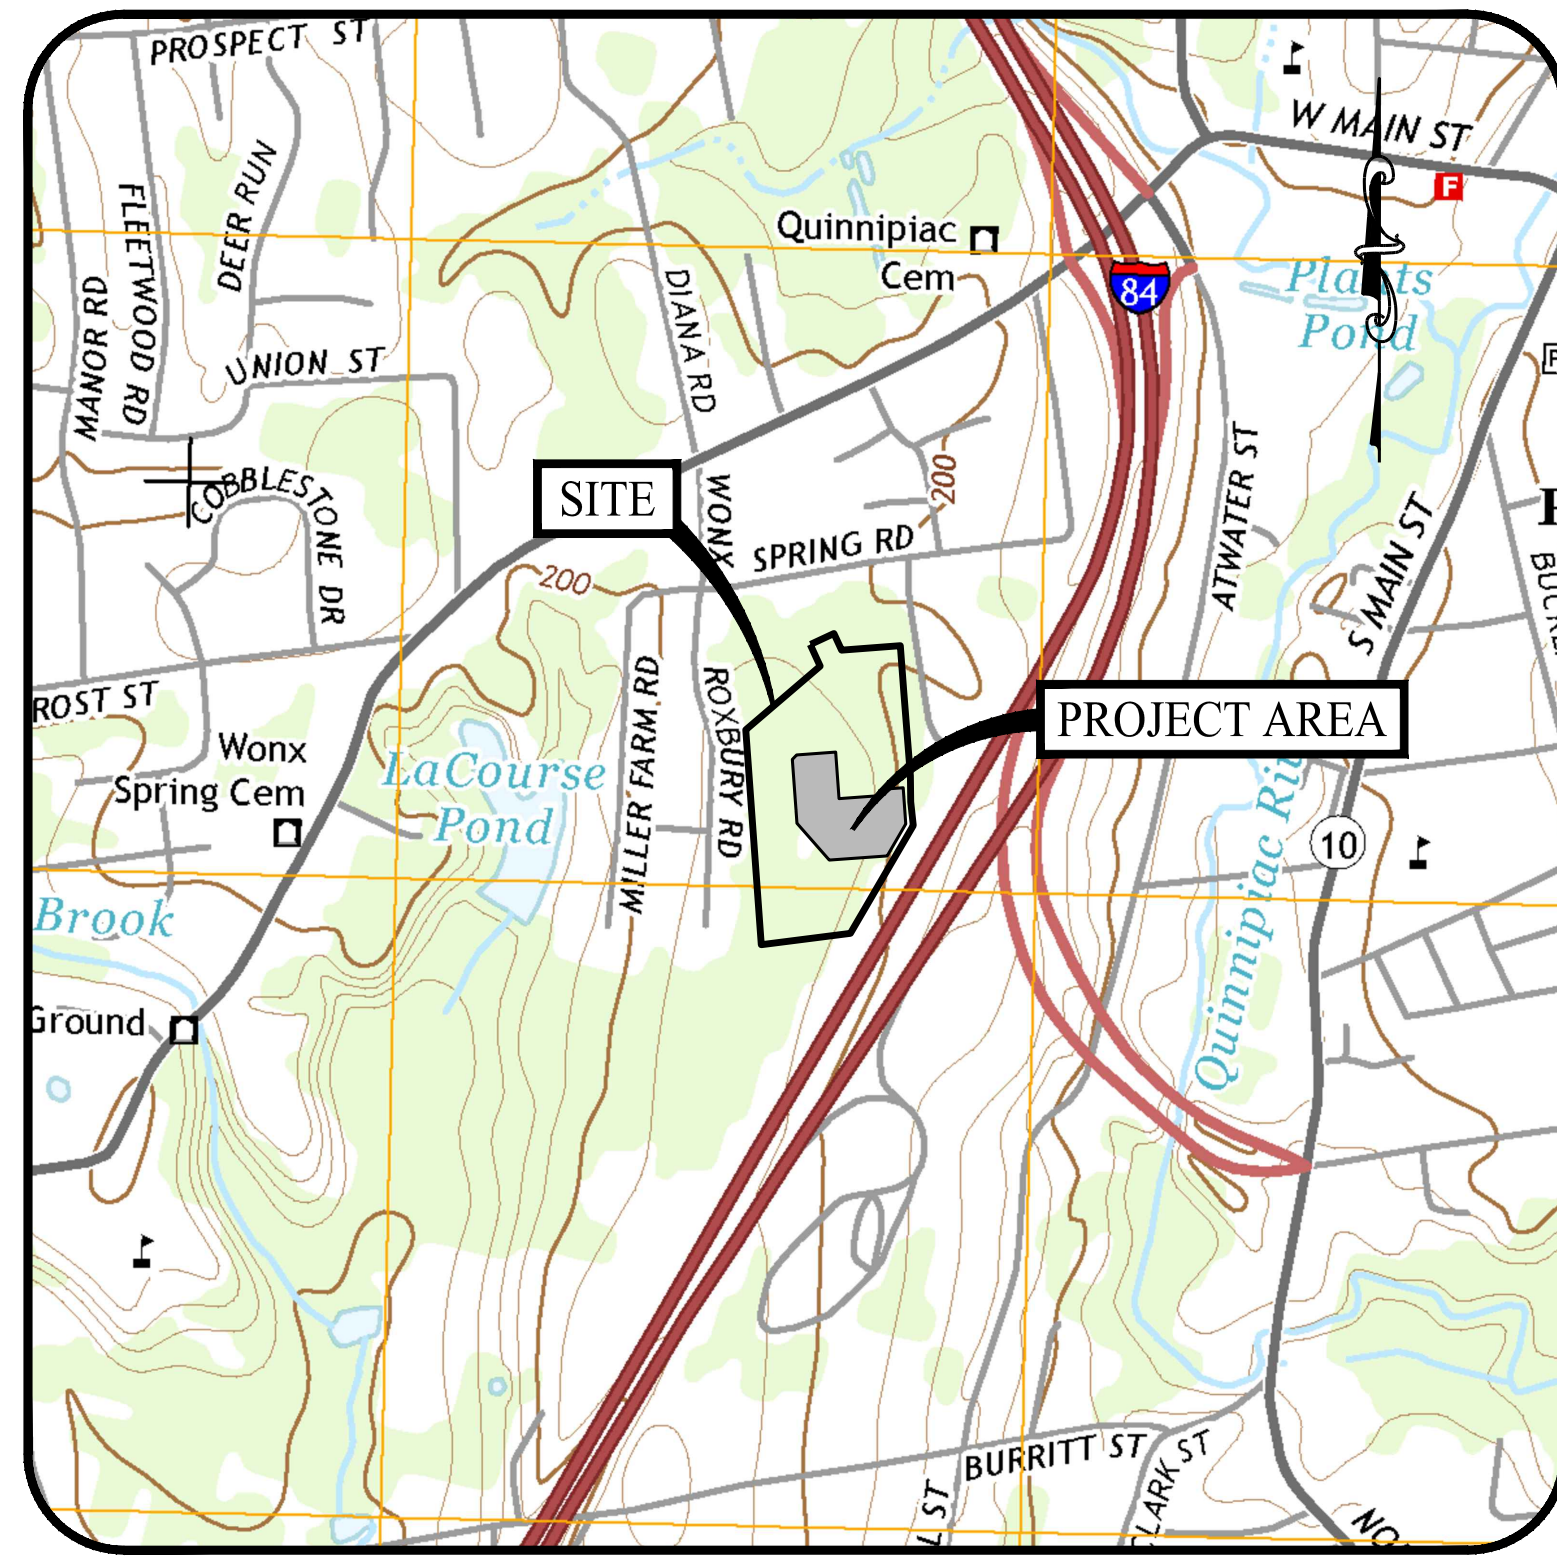 PROSPECT ST
W MAIN ST
F
DEER RUN
FLEETWOOD RD
MANOR RD
Quinnipiac
Cem
DIANA RD
84
Plants
Pond
UNION ST
COBBLESTONE DR
SITE
WONX
SPRING RD
200
200
ATWATER ST
S MAIN ST
ROST ST
Wonx
Spring Cem
LaCourse
Pond
MILLER FARM RD
ROXBURY RD
PROJECT AREA
10
Quinnipiac Riv
Brook
Ground
BURRITT ST
L ST
CLARK ST
NO